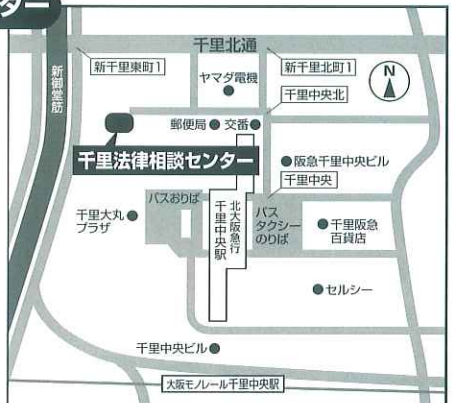 ター
千里北通
新千里東町1
新千里北町1
ヤマダ電機
N
新御堂筋
千里中央北
郵便局
交番
千里法律相談センター
阪急千里中央ビル
千里中央
バスおりば
北大阪急行
千里中央駅
バス
タクシー
のりば
千里大丸
プラザ
千里阪急
百貨店
セルシー
千里中央ビル
大阪モノレール千里中央駅